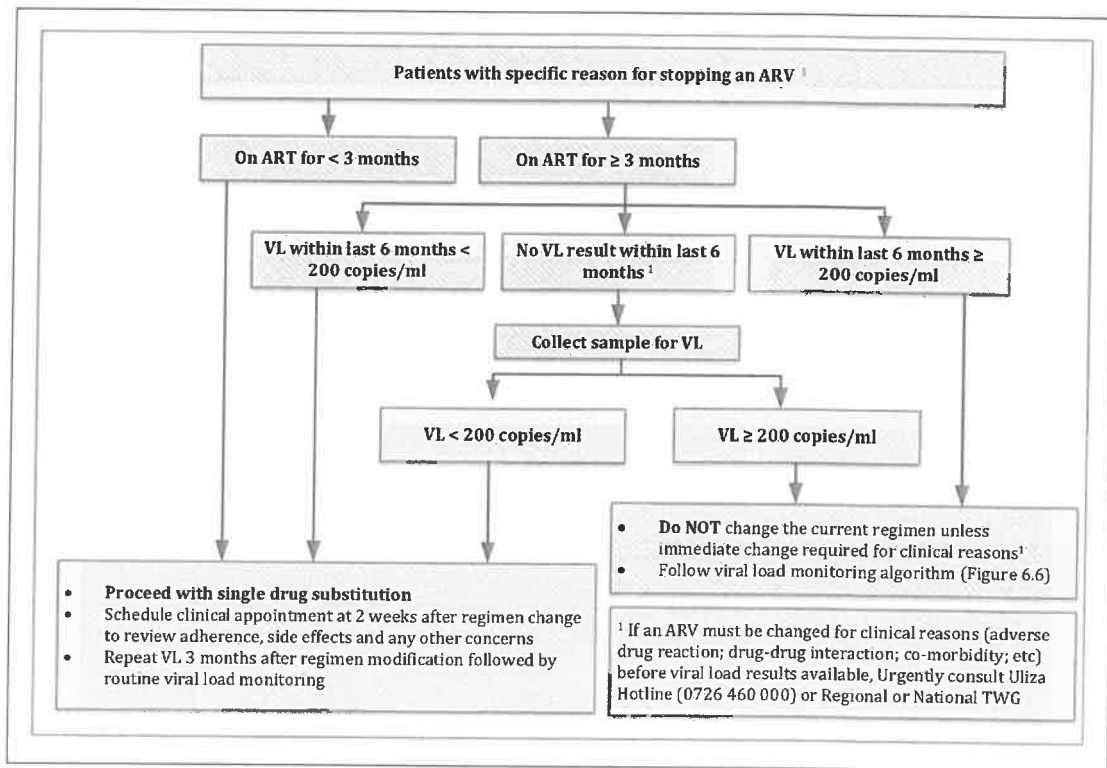 Patients with specific reason for stopping an ARV ¹
On ART for < 3 months
On ART for ≥ 3 months
VL within last 6 months <
200 copies/ml
No VL result within last 6
months ¹
VL within last 6 months ≥
200 copies/ml
Collect sample for VL
VL < 200 copies/ml
VL ≥ 200 copies/ml
• Do NOT change the current regimen unless
immediate change required for clinical reasons¹
• Follow viral load monitoring algorithm (Figure 6.6)
• Proceed with single drug substitution
• Schedule clinical appointment at 2 weeks after regimen change
to review adherence, side effects and any other concerns
• Repeat VL 3 months after regimen modification followed by
routine viral load monitoring
¹ If an ARV must be changed for clinical reasons (adverse
drug reaction; drug-drug interaction; co-morbidity; etc)
before viral load results available, Urgently consult Uliza
Hotline (0726 460 000) or Regional or National TWG